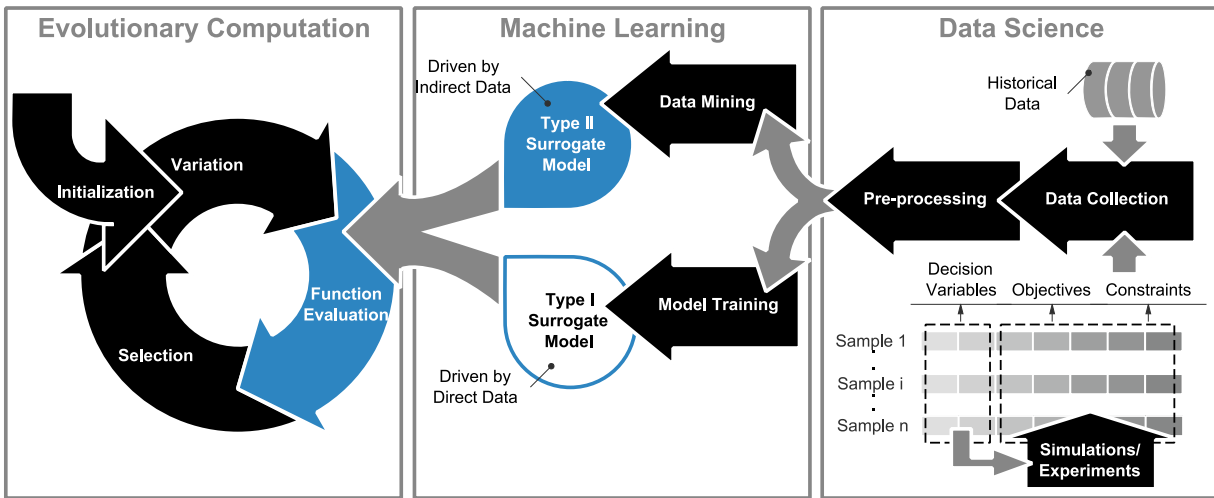 Evolutionary Computation
Initialization
Variation
Function
Evaluation
Selection
Machine Learning
Driven by
Indirect Data
Type II
Surrogate
Model
Data Mining
Type I
Surrogate
Model
Model Training
Driven by
Direct Data
Data Science
Historical
Data
Pre-processing
Data Collection
Decision
Variables
Objectives
Constraints
Sample 1
Sample i
Sample n
Simulations/
Experiments